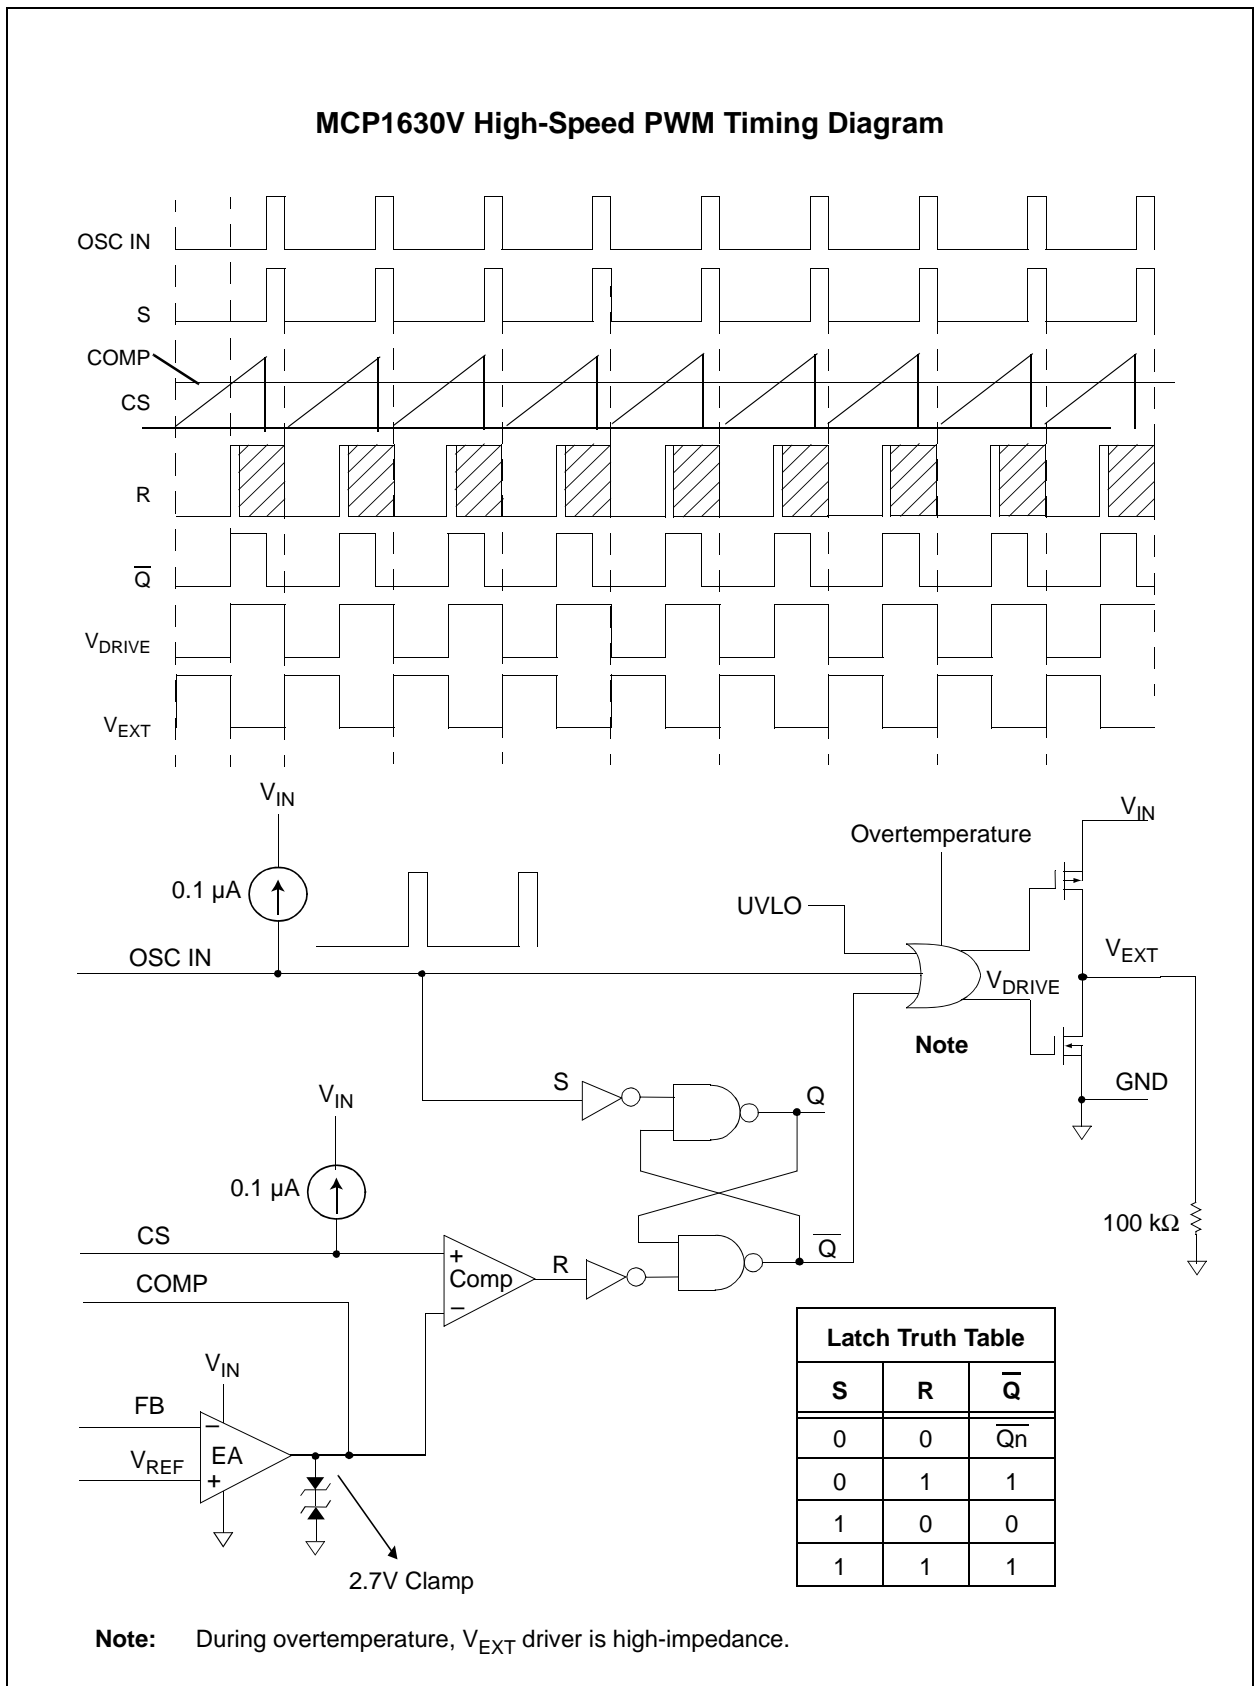 MCP1630V High-Speed PWM Timing Diagram
OSC IN
S
COMP
CS
R
Q̅
VDRIVE
VEXT
VIN
0.1 µA
OSC IN
Overtemperature
UVLO
VIN
VEXT
VDRIVE
Note
GND
100 kΩ
S
Q
VIN
0.1 µA
CS
COMP
+
Comp
−
R
Q̅
VIN
FB
−
EA
VREF
+
2.7V Clamp
Latch Truth Table
S R Q̅
0 0 Q̅n̅
0 1 1
1 0 0
1 1 1
Note: During overtemperature, VEXT driver is high-impedance.